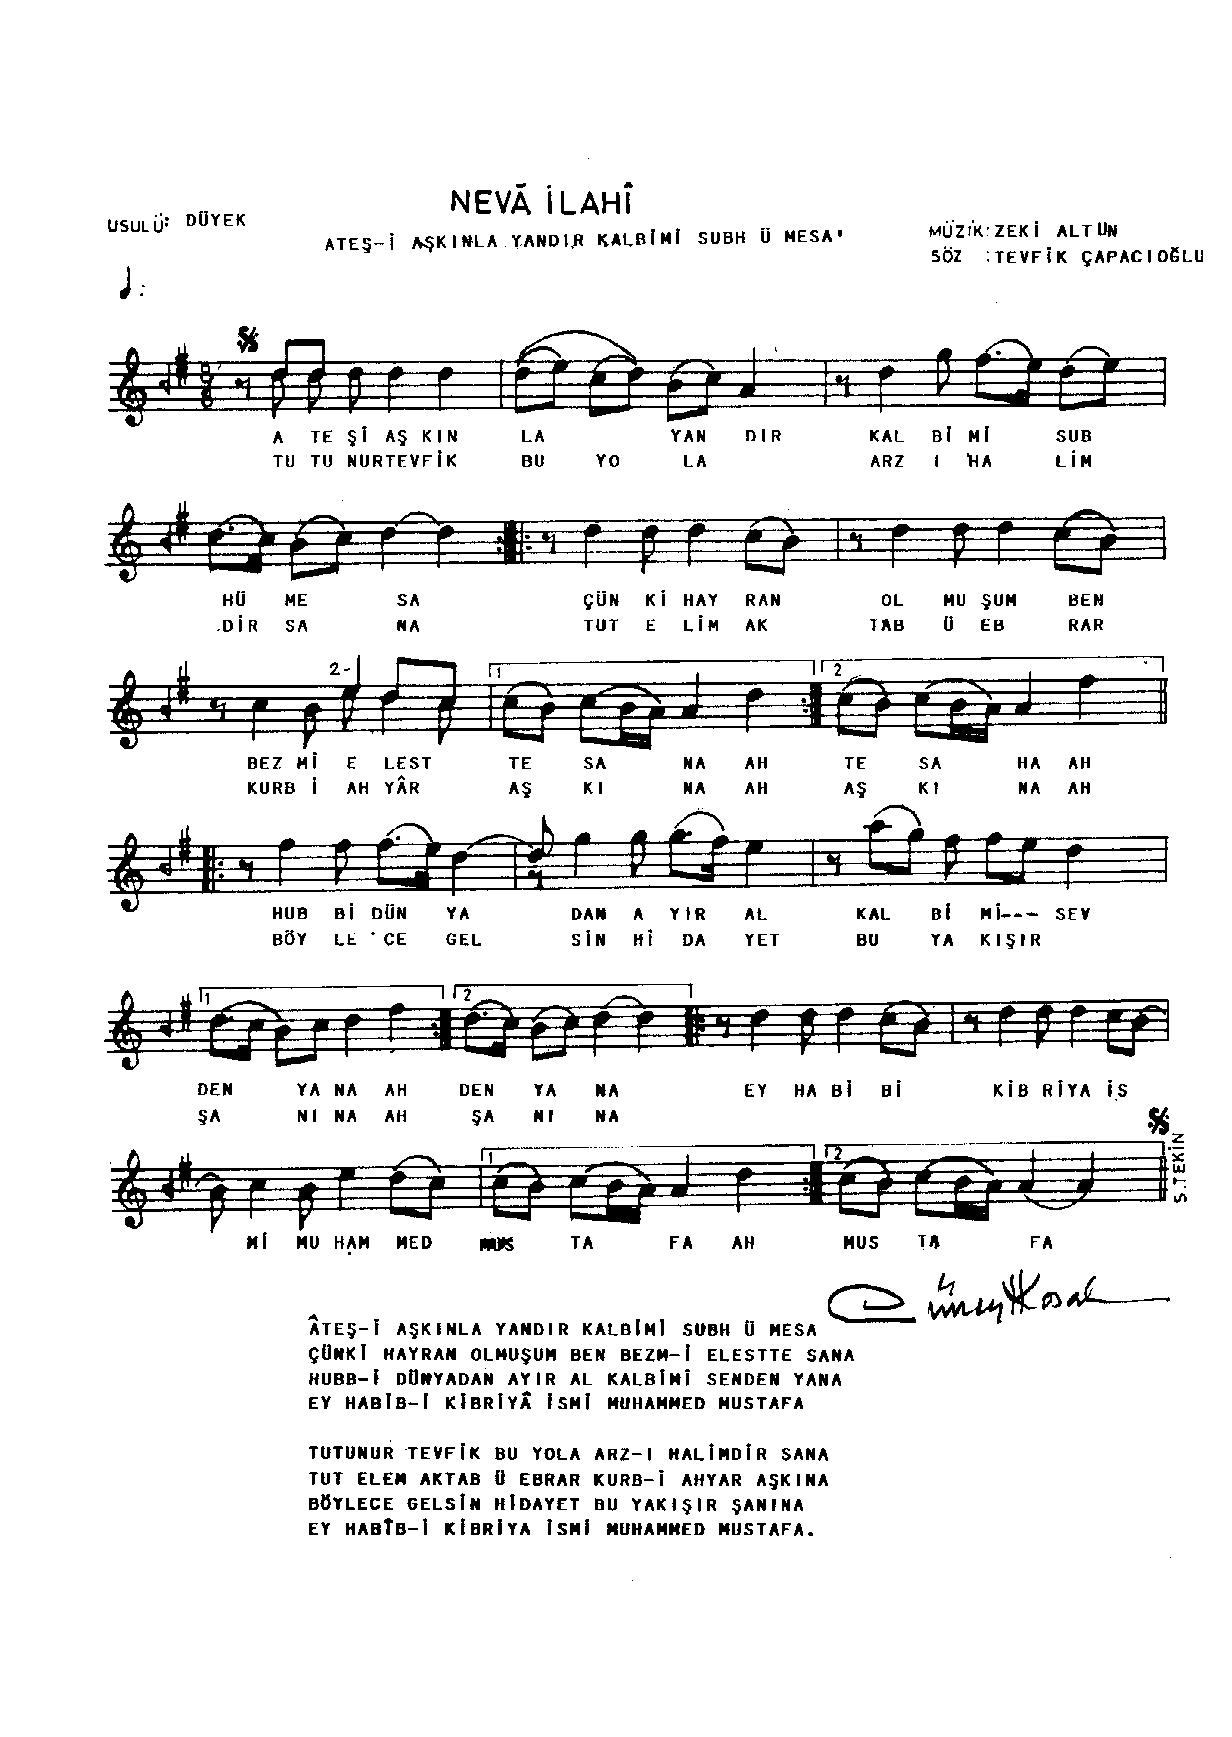 NEVÂ İLAHÎ
USULÜ: DÜYEK
ATEŞ-İ AŞKINLA YANDIR KALBİMİ SUBH Ü MESA'
MÜZİK:ZEKİ ALTUN
SÖZ :TEVFİK ÇAPACIOĞLU
A TE Şİ AŞ KIN LA YAN DIR KAL Bİ Mİ SUB
TU TU NURTEVFİK BU YO LA ARZ I HA LİM
HÜ ME SA ÇÜN Kİ HAY RAN OL MU ŞUM BEN
DİR SA NA TUT E LİM AK TAB Ü EB RAR
2-
1
2
BEZ Mİ E LEST TE SA NA AH TE SA HA AH
KURB İ AH YÂR AŞ KI NA AH AŞ KI NA AH
HUB Bİ DÜN YA DAN A YIR AL KAL Bİ Mİ--- SEV
BÖY LE CE GEL SİN Hİ DA YET BU YA KIŞIR
1
2
DEN YA NA AH DEN YA NA EY HA Bİ Bİ KİB RİYA İS
ŞA NI NA AH ŞA NI NA
1
2
S.TEKİN
Mİ MU HAM MED MUS TA FA AH MUS TA FA
ÂTEŞ-İ AŞKINLA YANDIR KALBİMİ SUBH Ü MESA
ÇÜNKİ HAYRAN OLMUŞUM BEN BEZM-İ ELESTTE SANA
HUBB-İ DÜNYADAN AYIR AL KALBİMİ SENDEN YANA
EY HABİB-İ KİBRİYÂ İSMİ MUHAMMED MUSTAFA
TUTUNUR TEVFİK BU YOLA ARZ-I HALİMDİR SANA
TUT ELEM AKTAB Ü EBRAR KURB-İ AHYAR AŞKINA
BÖYLECE GELSİN HİDAYET BU YAKIŞIR ŞANINA
EY HABÎB-İ KİBRİYA İSMİ MUHAMMED MUSTAFA.